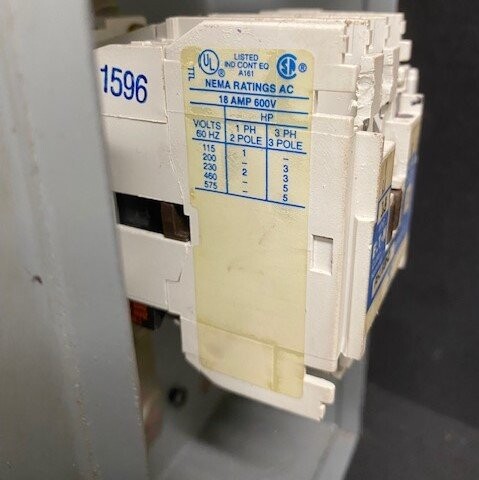 1596
UL
LISTED
IND CONT EQ
A161
NEMA RATINGS AC
18 AMP 600V
HP
VOLTS 1 PH 3 PH
60 HZ 2 POLE 3 POLE
115 1 –
200 – 3
230 2 3
460 – 5
575 – 5